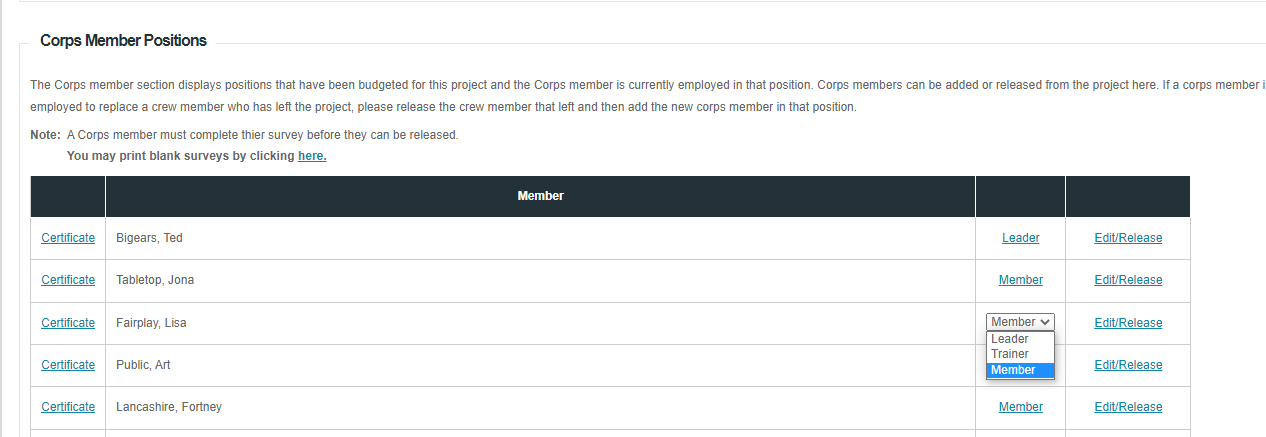 Corps Member Positions
The Corps member section displays positions that have been budgeted for this project and the Corps member is currently employed in that position. Corps members can be added or released from the project here. If a corps member i
employed to replace a crew member who has left the project, please release the crew member that left and then add the new corps member in that position.
Note: A Corps member must complete thier survey before they can be released.
You may print blank surveys by clicking here.
Member
Certificate Bigears, Ted Leader Edit/Release
Certificate Tabletop, Jona Member Edit/Release
Certificate Fairplay, Lisa Member Edit/Release
Leader
Trainer
Certificate Public, Art Member Edit/Release
Certificate Lancashire, Fortney Member Edit/Release